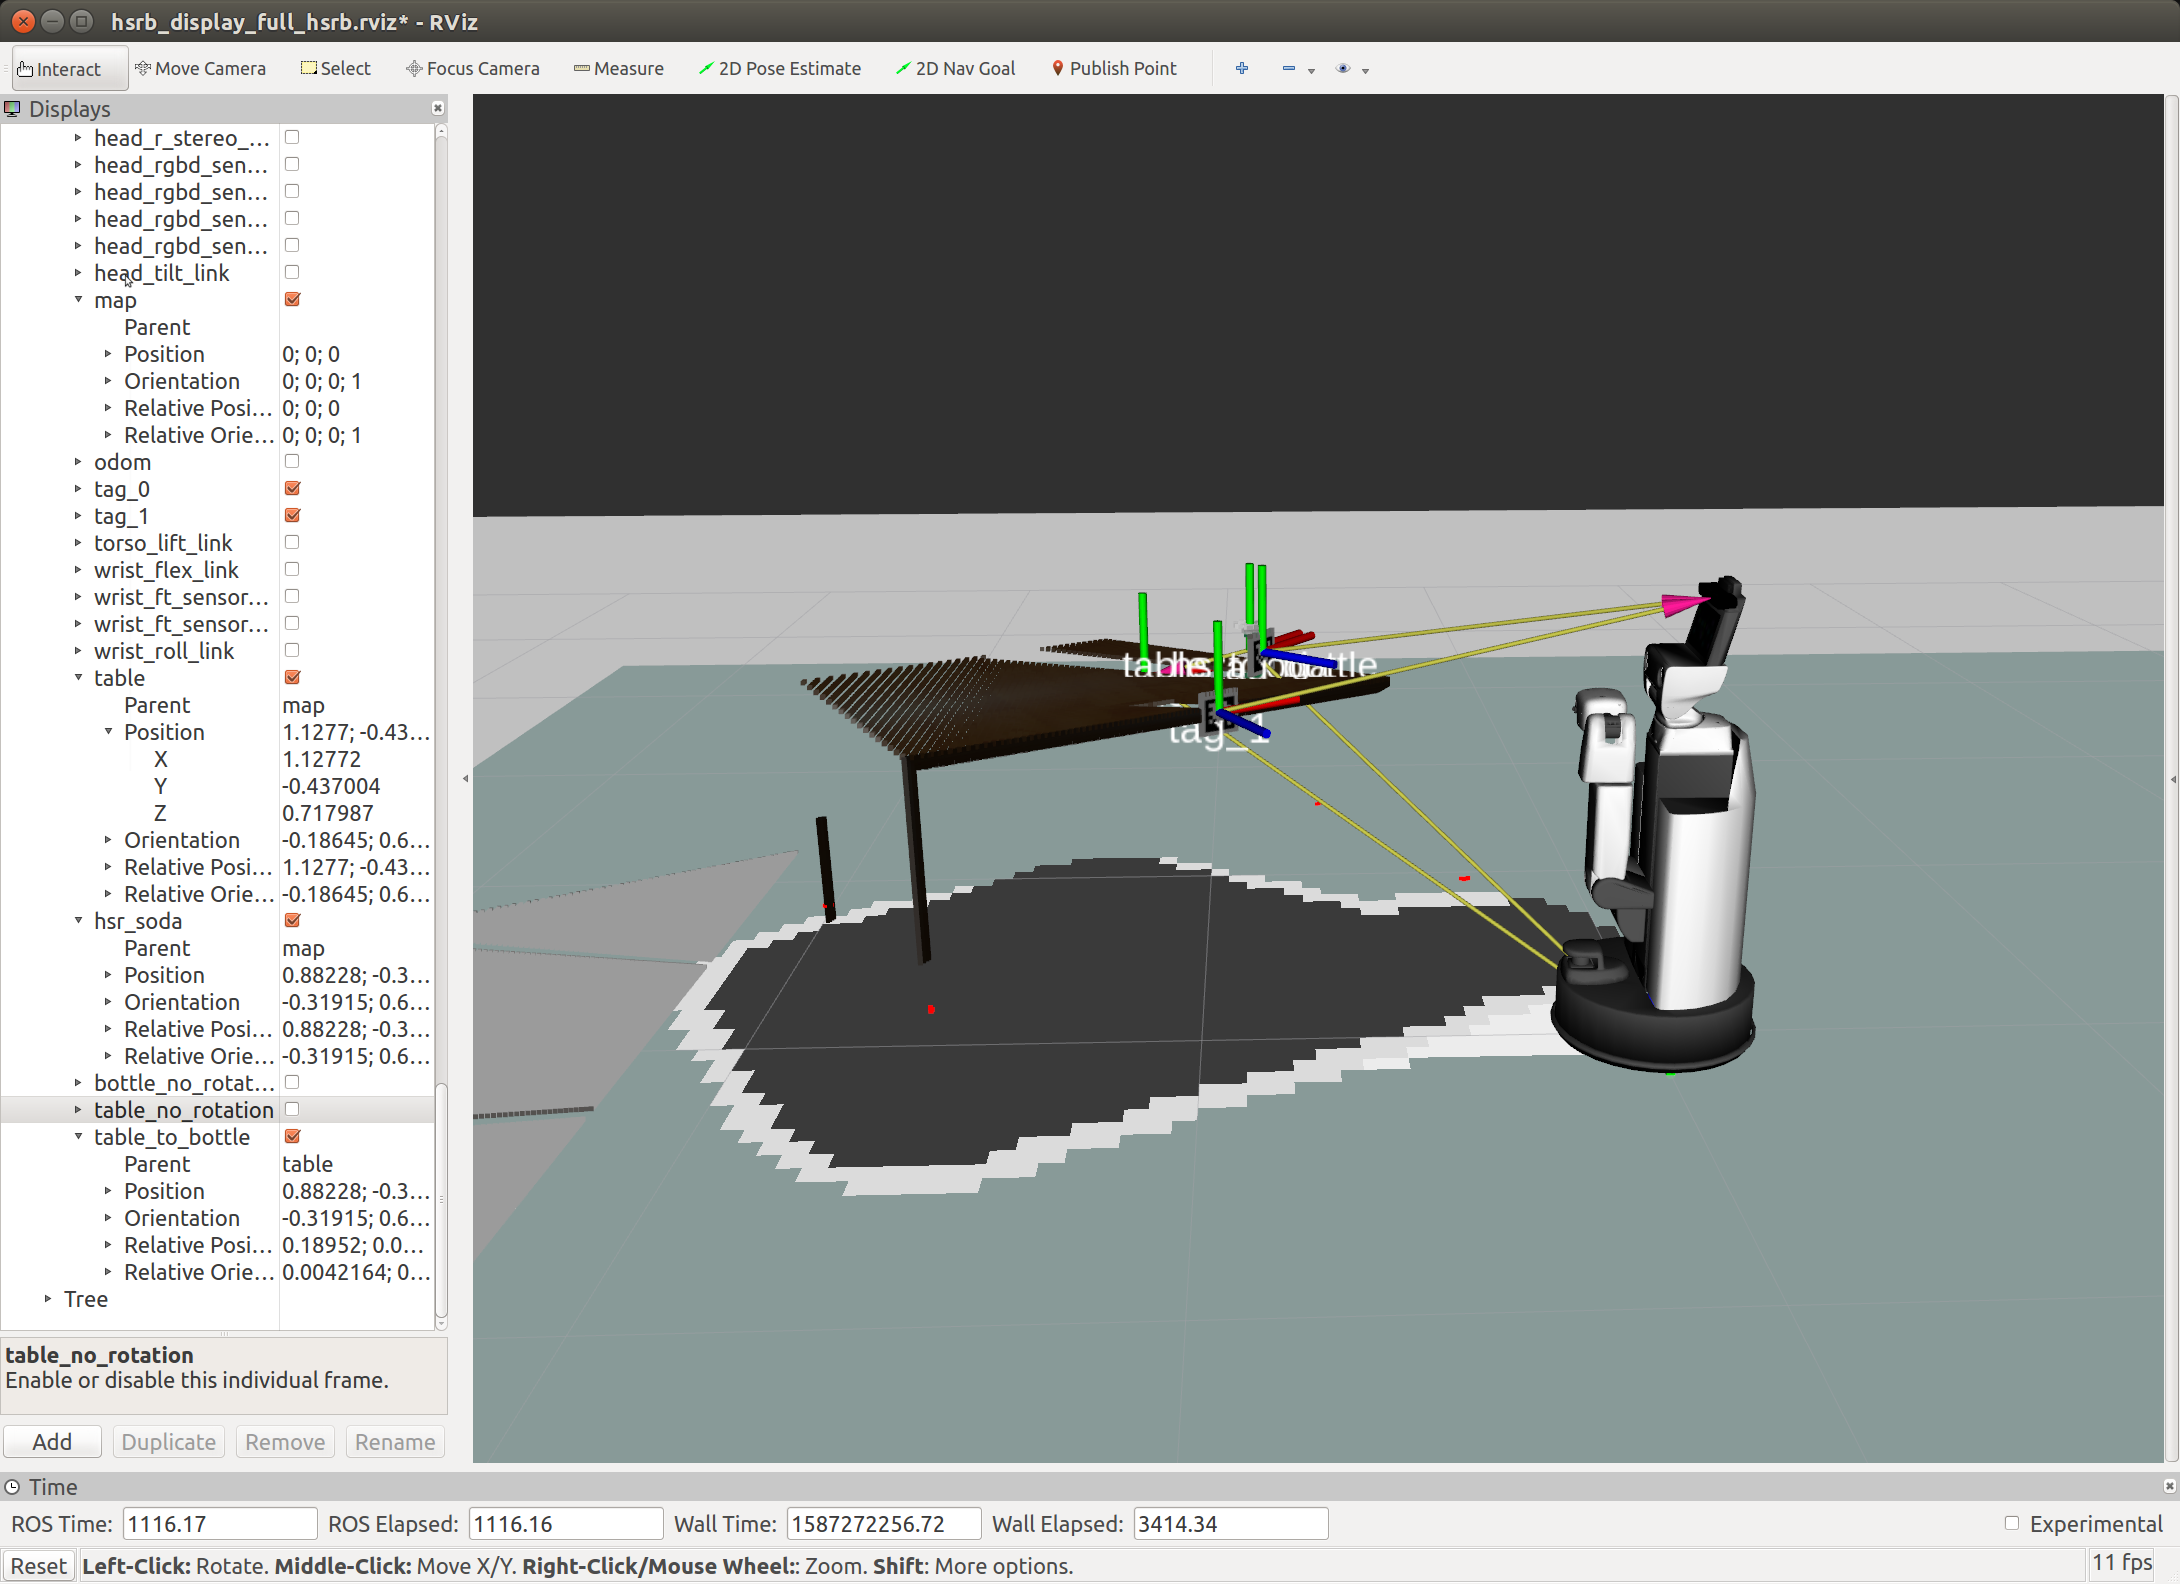 hsrb_display_full_hsrb.rviz* - RViz
Interact Move Camera Select Focus Camera Measure 2D Pose Estimate 2D Nav Goal Publish Point
Displays
head_r_stereo_...
head_rgbd_sen...
head_rgbd_sen...
head_rgbd_sen...
head_rgbd_sen...
head_tilt_link
map
Parent
Position 0; 0; 0
Orientation 0; 0; 0; 1
Relative Posi... 0; 0; 0
Relative Orie... 0; 0; 0; 1
odom
tag_0
tag_1
torso_lift_link
wrist_flex_link
wrist_ft_sensor...
wrist_ft_sensor...
wrist_roll_link
table
Parent map
Position 1.1277; -0.43...
X 1.12772
Y -0.437004
Z 0.717987
Orientation -0.18645; 0.6...
Relative Posi... 1.1277; -0.43...
Relative Orie... -0.18645; 0.6...
hsr_soda
Parent map
Position 0.88228; -0.3...
Orientation -0.31915; 0.6...
Relative Posi... 0.88228; -0.3...
Relative Orie... -0.31915; 0.6...
bottle_no_rotat...
table_no_rotation
table_to_bottle
Parent table
Position 0.88228; -0.3...
Orientation -0.31915; 0.6...
Relative Posi... 0.18952; 0.0...
Relative Orie... 0.0042164; 0...
Tree
tag_1
table_no_rotation
Enable or disable this individual frame.
Add Duplicate Remove Rename
Time
ROS Time: 1116.17 ROS Elapsed: 1116.16 Wall Time: 1587272256.72 Wall Elapsed: 3414.34 Experimental
Reset Left-Click: Rotate. Middle-Click: Move X/Y. Right-Click/Mouse Wheel:: Zoom. Shift: More options. 11 fps